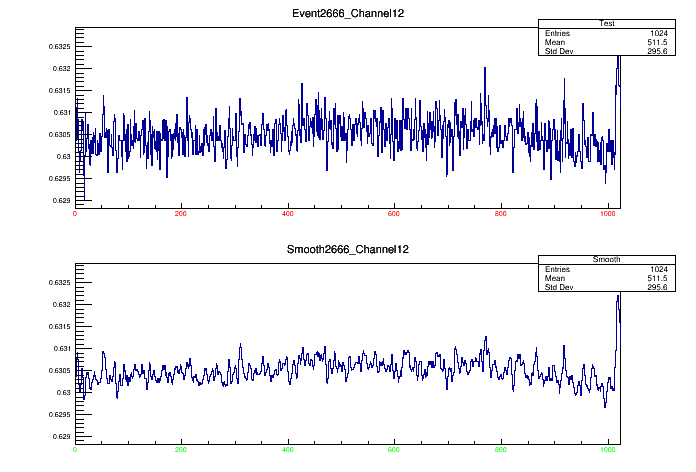 Event2666_Channel12
Test
Entries 1024
Mean 511.5
Std Dev 295.6
0.6325
0.632
0.6315
0.631
0.6305
0.63
0.6295
0.629
0 200 400 600 800 1000
Smooth2666_Channel12
Smooth
Entries 1024
Mean 511.5
Std Dev 295.6
0.6325
0.632
0.6315
0.631
0.6305
0.63
0.6295
0.629
0 200 400 600 800 1000